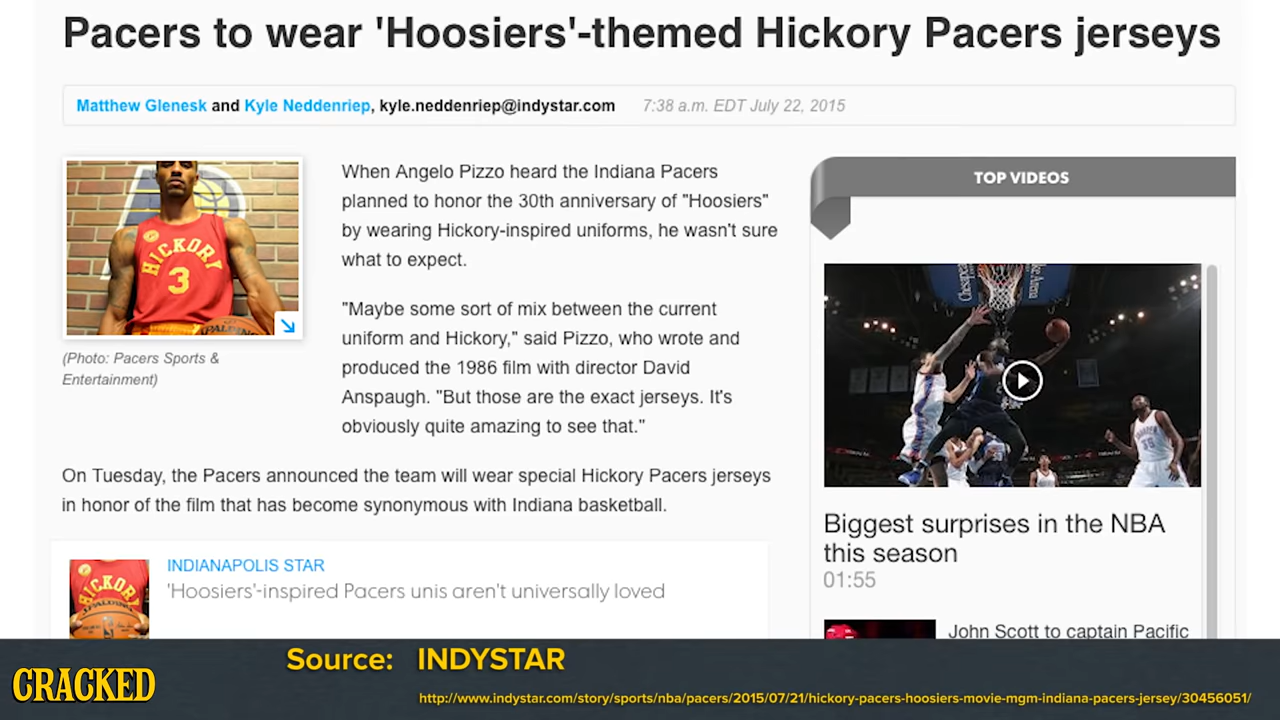 Pacers to wear 'Hoosiers'-themed Hickory Pacers jerseys
Matthew Glenesk and Kyle Neddenriep, kyle.neddenriep@indystar.com 7:38 a.m. EDT July 22, 2015
HICKORY
3
SPALDING
(Photo: Pacers Sports &
Entertainment)
When Angelo Pizzo heard the Indiana Pacers
planned to honor the 30th anniversary of "Hoosiers"
by wearing Hickory-inspired uniforms, he wasn't sure
what to expect.
"Maybe some sort of mix between the current
uniform and Hickory," said Pizzo, who wrote and
produced the 1986 film with director David
Anspaugh. "But those are the exact jerseys. It's
obviously quite amazing to see that."
On Tuesday, the Pacers announced the team will wear special Hickory Pacers jerseys
in honor of the film that has become synonymous with Indiana basketball.
INDIANAPOLIS STAR
'Hoosiers'-inspired Pacers unis aren't universally loved
TOP VIDEOS
Chesapeake
35
Biggest surprises in the NBA
this season
01:55
John Scott to captain Pacific
CRACKED
Source: INDYSTAR
http://www.indystar.com/story/sports/nba/pacers/2015/07/21/hickory-pacers-hoosiers-movie-mgm-indiana-pacers-jersey/30456051/